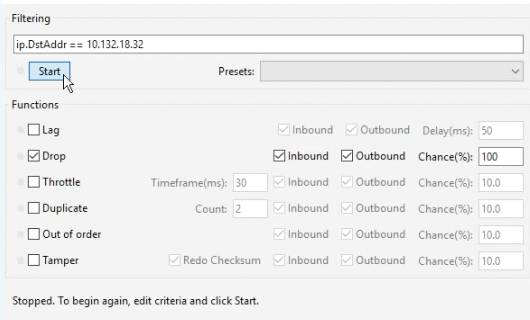 Filtering
ip.DstAddr == 10.132.18.32
Start Presets:
Functions
Lag Inbound Outbound Delay(ms): 50
Drop Inbound Outbound Chance(%): 100
Throttle Timeframe(ms): 30 Inbound Outbound Chance(%): 10.0
Duplicate Count: 2 Inbound Outbound Chance(%): 10.0
Out of order Inbound Outbound Chance(%): 10.0
Tamper Redo Checksum Inbound Outbound Chance(%): 10.0
Stopped. To begin again, edit criteria and click Start.